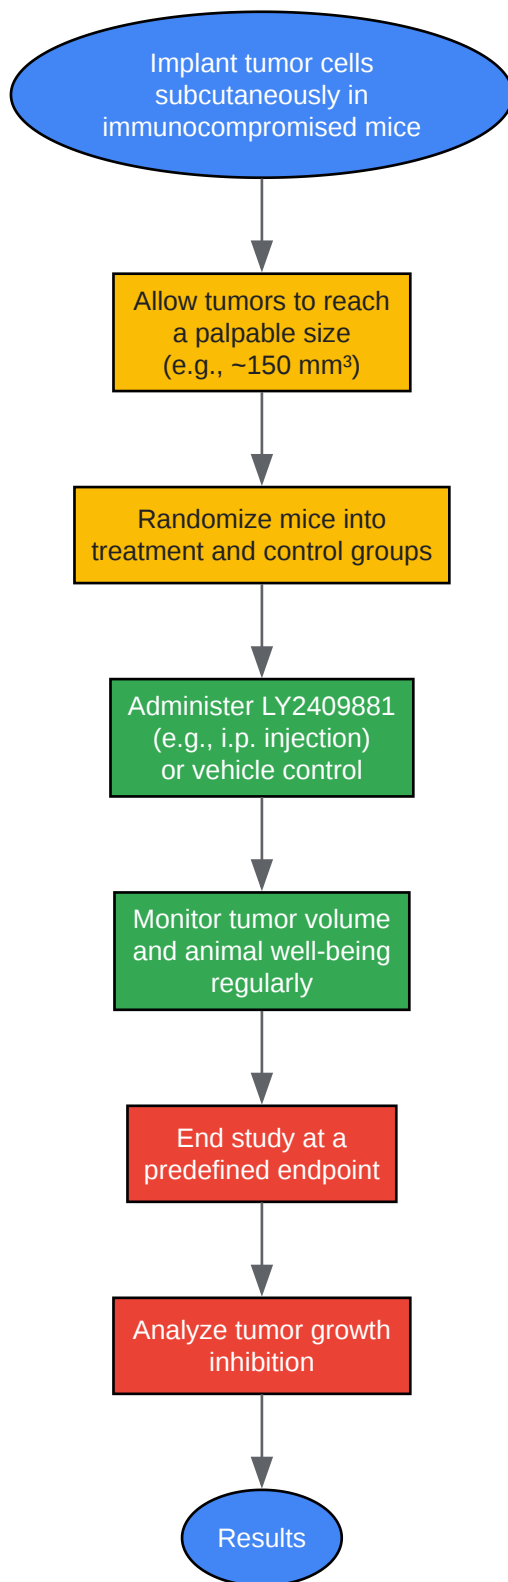 Implant tumor cells
subcutaneously in
immunocompromised mice
Allow tumors to reach
a palpable size
(e.g., ~150 mm³)
Randomize mice into
treatment and control groups
Administer LY2409881
(e.g., i.p. injection)
or vehicle control
Monitor tumor volume
and animal well-being
regularly
End study at a
predefined endpoint
Analyze tumor growth
inhibition
Results